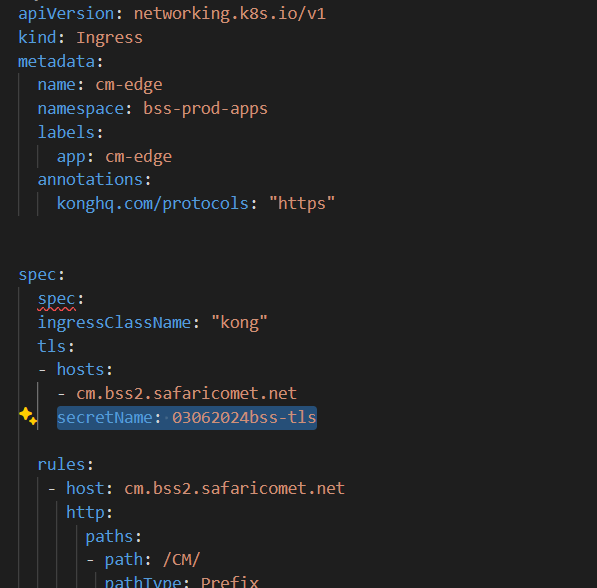 apiVersion: networking.k8s.io/v1
kind: Ingress
metadata:
  name: cm-edge
  namespace: bss-prod-apps
  labels:
    app: cm-edge
  annotations:
    konghq.com/protocols: "https"
spec:
  spec:
  ingressClassName: "kong"
  tls:
  - hosts:
    - cm.bss2.safaricomet.net
    secretName: 03062024bss-tls
  rules:
   - host: cm.bss2.safaricomet.net
     http:
       paths:
       - path: /CM/
         pathType: Prefix